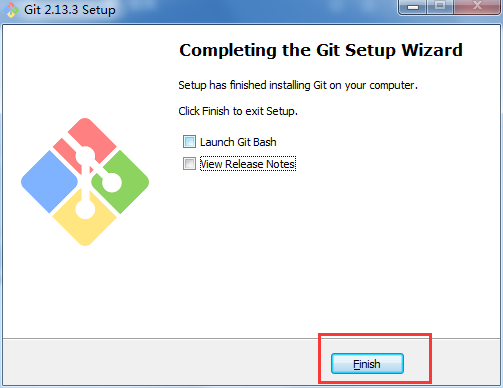 Git 2.13.3 Setup
Completing the Git Setup Wizard
Setup has finished installing Git on your computer.
Click Finish to exit Setup.
Launch Git Bash
View Release Notes
Finish